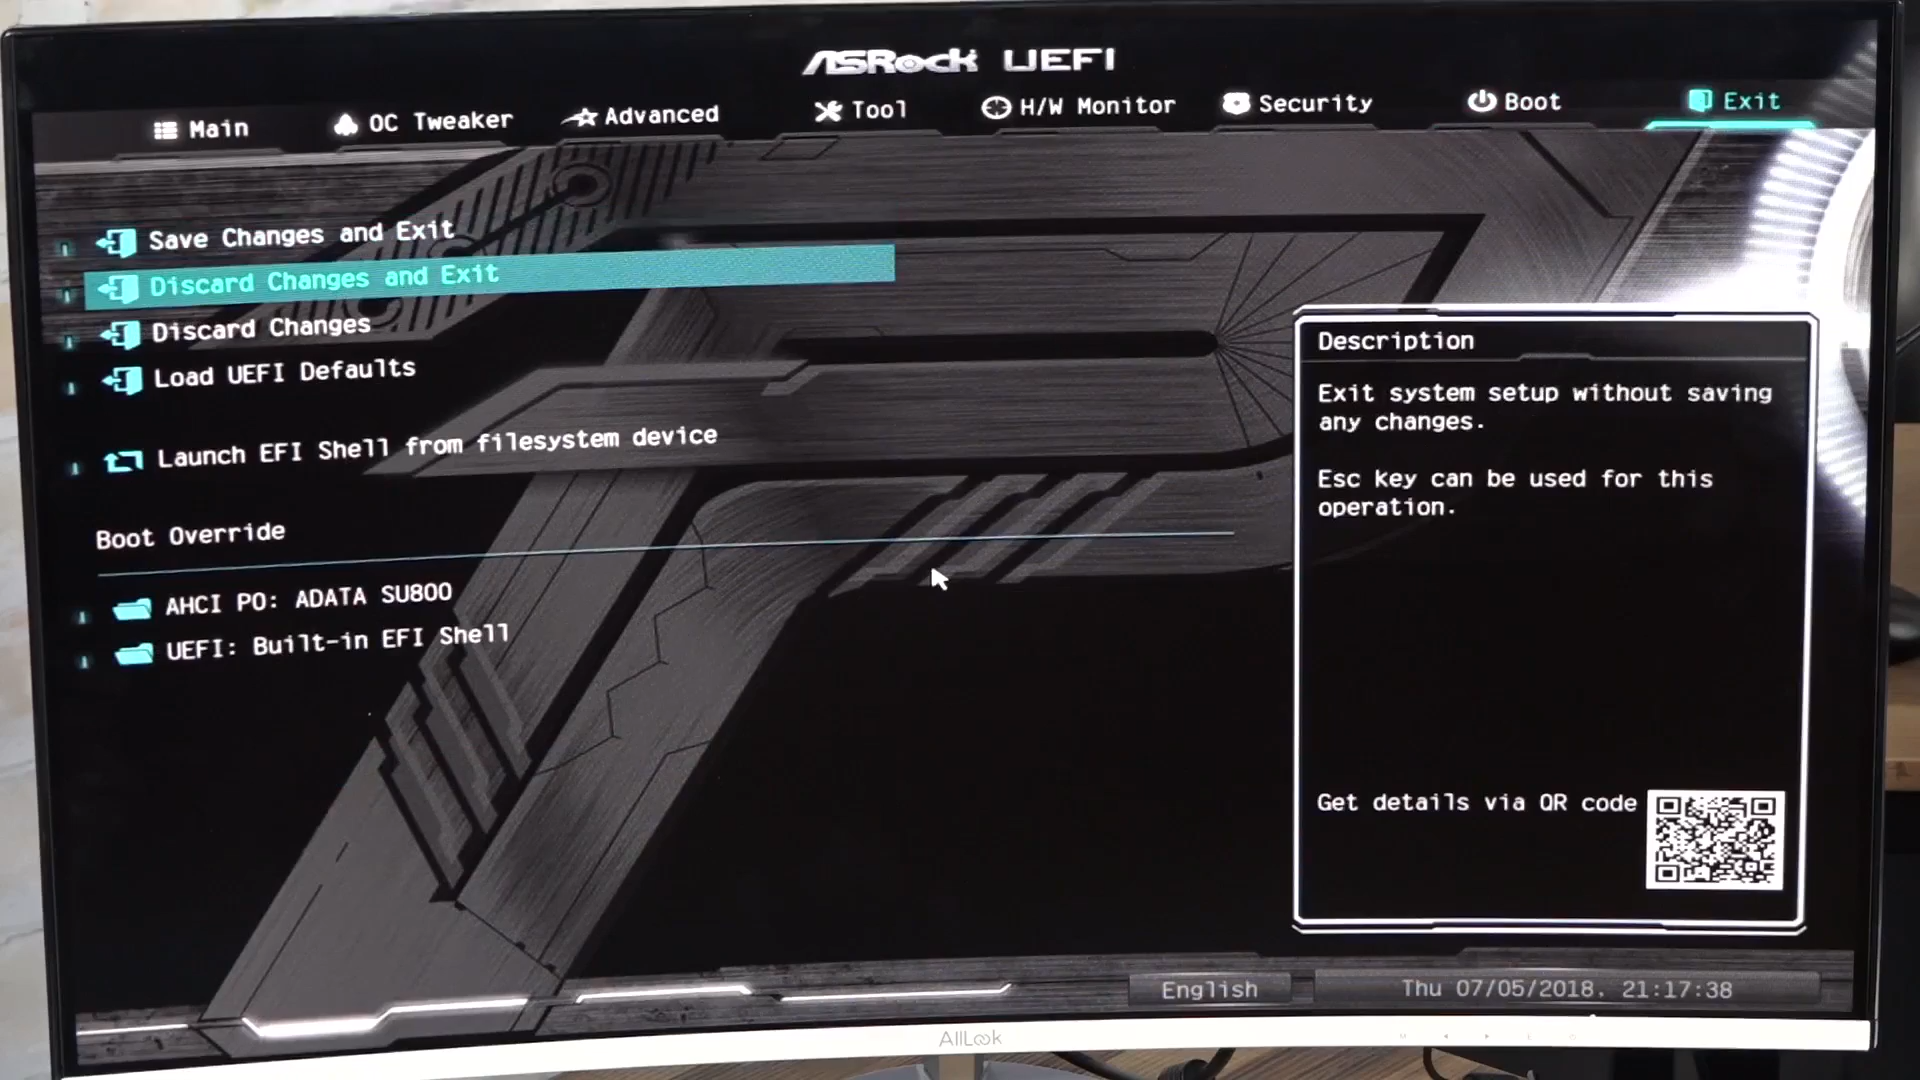 ASRock UEFI
Main
OC Tweaker
Advanced
Tool
H/W Monitor
Security
Boot
Exit
Save Changes and Exit
Discard Changes and Exit
Discard Changes
Load UEFI Defaults
Launch EFI Shell from filesystem device
Boot Override
AHCI P0: ADATA SU800
UEFI: Built-in EFI Shell
Description
Exit system setup without saving
any changes.
Esc key can be used for this
operation.
Get details via QR code
English
Thu 07/05/2018, 21:17:38
AllLook